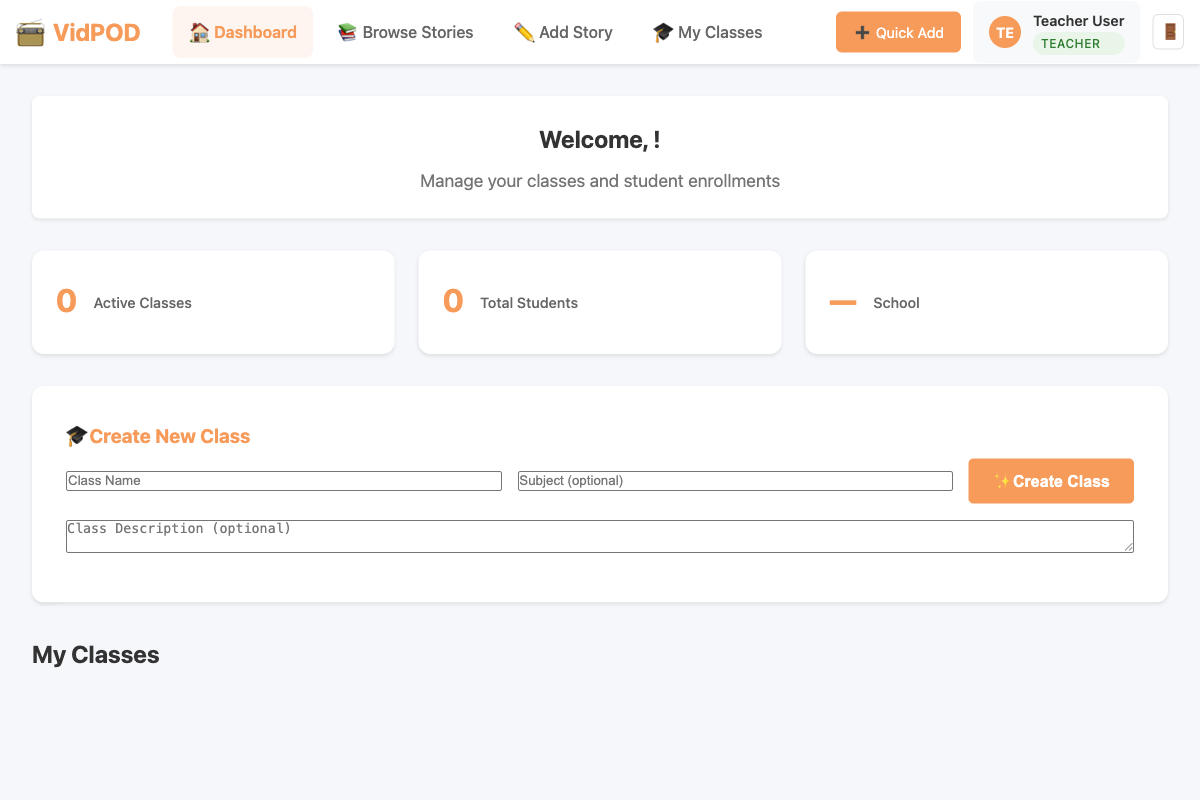 VidPOD
Dashboard
Browse Stories
Add Story
My Classes
Quick Add
TE
Teacher User
TEACHER
Welcome, !
Manage your classes and student enrollments
0 Active Classes
0 Total Students
— School
Create New Class
Class Name
Subject (optional)
Create Class
Class Description (optional)
My Classes